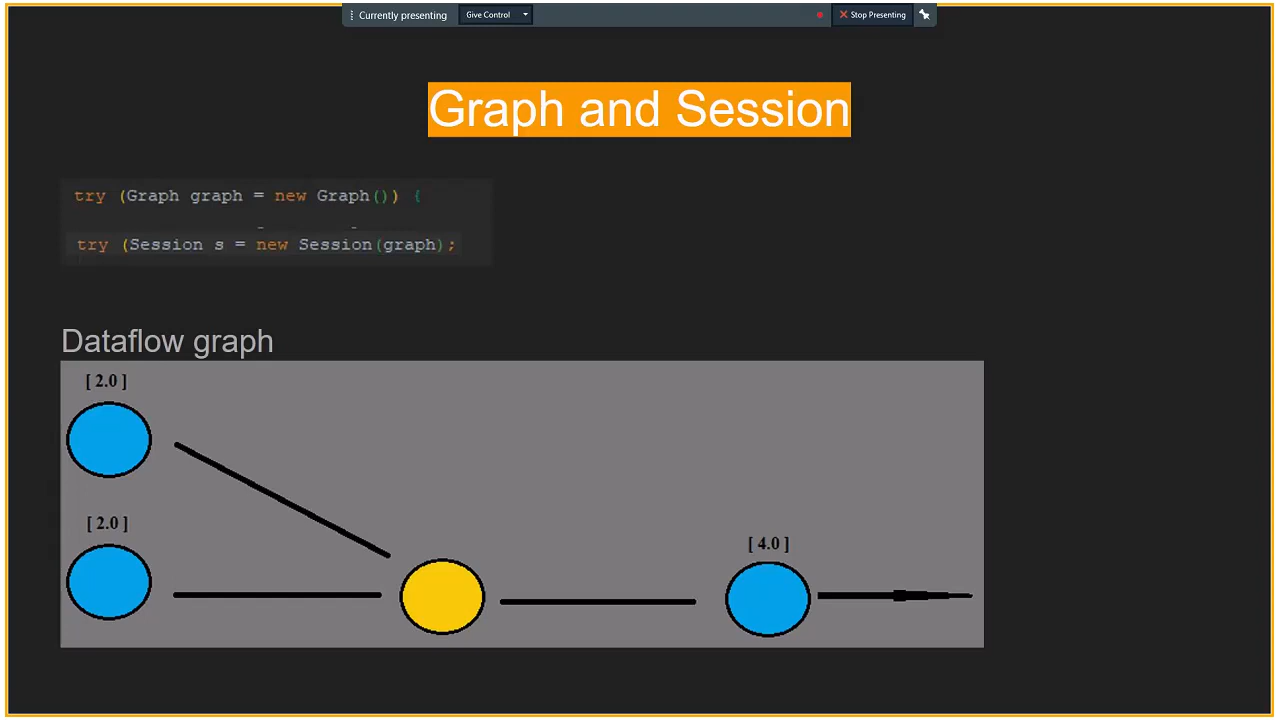 Currently presenting
Give Control
Stop Presenting
Graph and Session
try (Graph graph = new Graph()) {
try (Session s = new Session(graph);
Dataflow graph
[ 2.0 ]
[ 2.0 ]
[ 4.0 ]